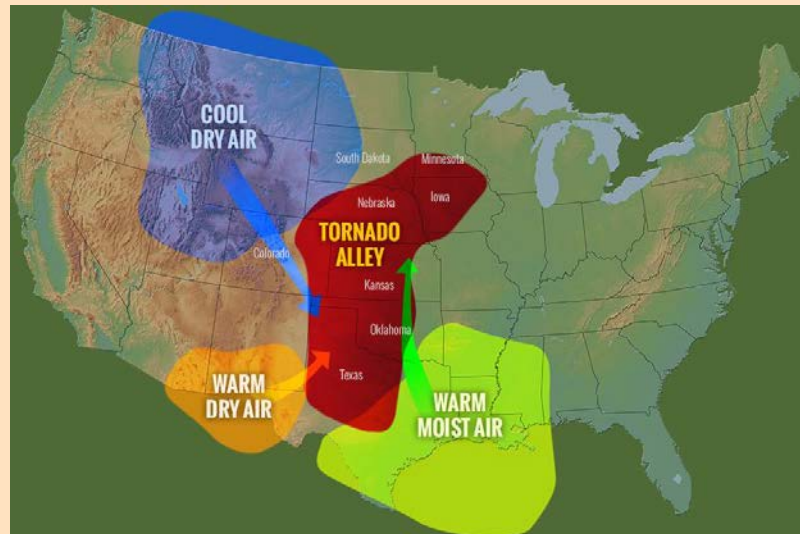 COOL
DRY AIR
South Dakota
Minnesota
Nebraska
Iowa
TORNADO
ALLEY
Colorado
Kansas
Oklahoma
Texas
WARM
DRY AIR
WARM
MOIST AIR